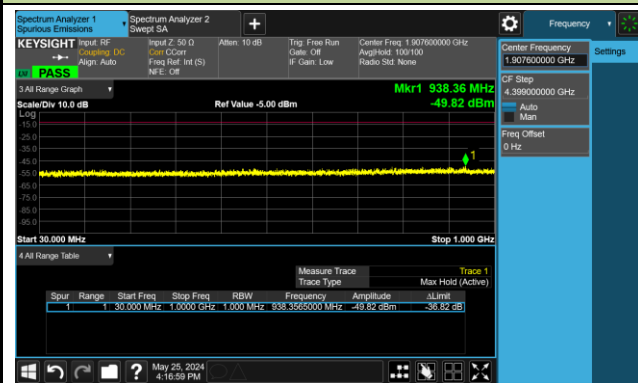 Spectrum Analyzer 1
Spurious Emissions
Spectrum Analyzer 2
Swept SA
+
Frequency
KEYSIGHT
Input: RF
Coupling: DC
Align: Auto
Input Z: 50 Ω
Corr CCorr
Freq Ref: Int (S)
NFE: Off
Atten: 10 dB
Trig: Free Run
Gate: Off
IF Gain: Low
Center Freq: 1.907600000 GHz
Avg|Hold: 100/100
Radio Std: None
PASS
3 All Range Graph
Mkr1 938.36 MHz
Scale/Div 10.0 dB
Ref Value -5.00 dBm
-49.82 dBm
Log
-15.0
-25.0
-35.0
-45.0
-55.0
-65.0
-75.0
-85.0
-95.0
1
Start 30.000 MHz
Stop 1.000 GHz
4 All Range Table
Measure Trace Trace 1
Trace Type Max Hold (Active)
Spur Range Start Freq Stop Freq RBW Frequency Amplitude ΔLimit
1 1 30.000 MHz 1.0000 GHz 1.000 MHz 938.3565000 MHz -49.82 dBm -36.82 dB
Center Frequency
1.907600000 GHz
CF Step
4.399000000 GHz
Auto
Man
Freq Offset
0 Hz
Settings
?
May 25, 2024
4:16:59 PM